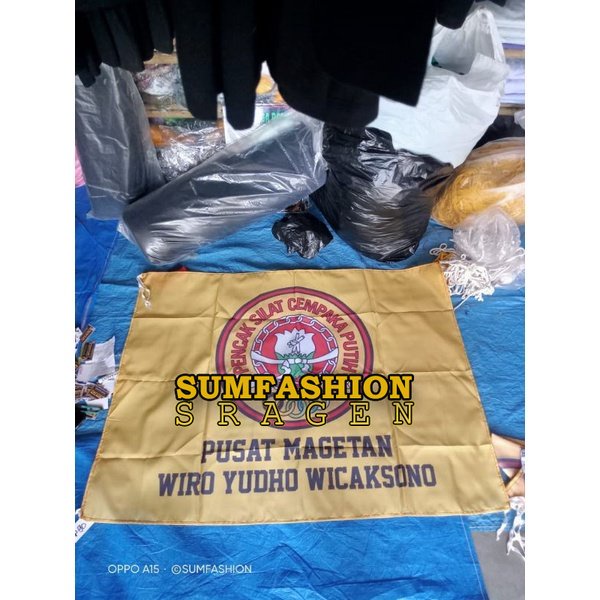 PENCAK SILAT CEMPAKA PUTIH
SUMFASHION
SRAGEN
PUSAT MAGETAN
WIRO YUDHO WICAKSONO
OPPO A15 · ©SUMFASHION